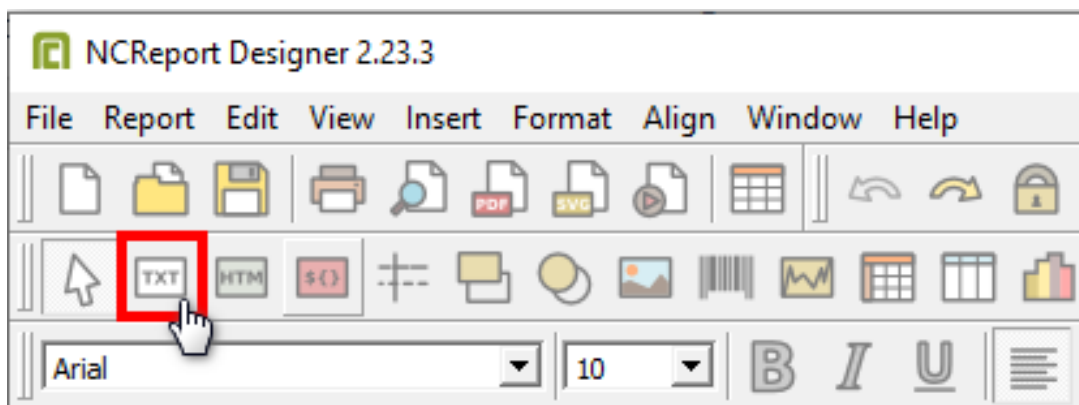 NCReport Designer 2.23.3
File Report Edit View Insert Format Align Window Help
PDF SVG
TXT HTM ${}
Arial 10 B I U